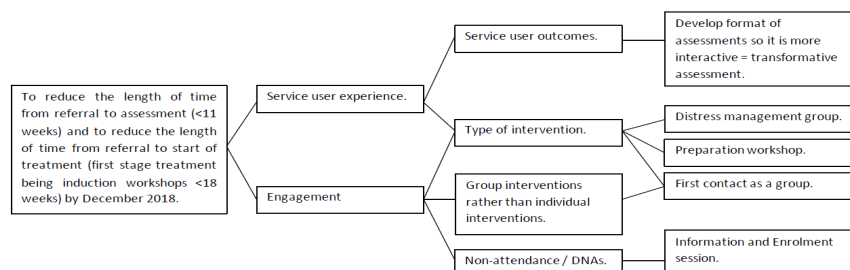 To reduce the length of time
from referral to assessment (<11
weeks) and to reduce the length
of time from referral to start of
treatment (first stage treatment
being induction workshops <18
weeks) by December 2018.
Service user experience.
Engagement
Service user outcomes.
Type of intervention.
Group interventions
rather than individual
interventions.
Non-attendance / DNAs.
Develop format of
assessments so it is more
interactive = transformative
assessment.
Distress management group.
Preparation workshop.
First contact as a group.
Information and Enrolment
session.